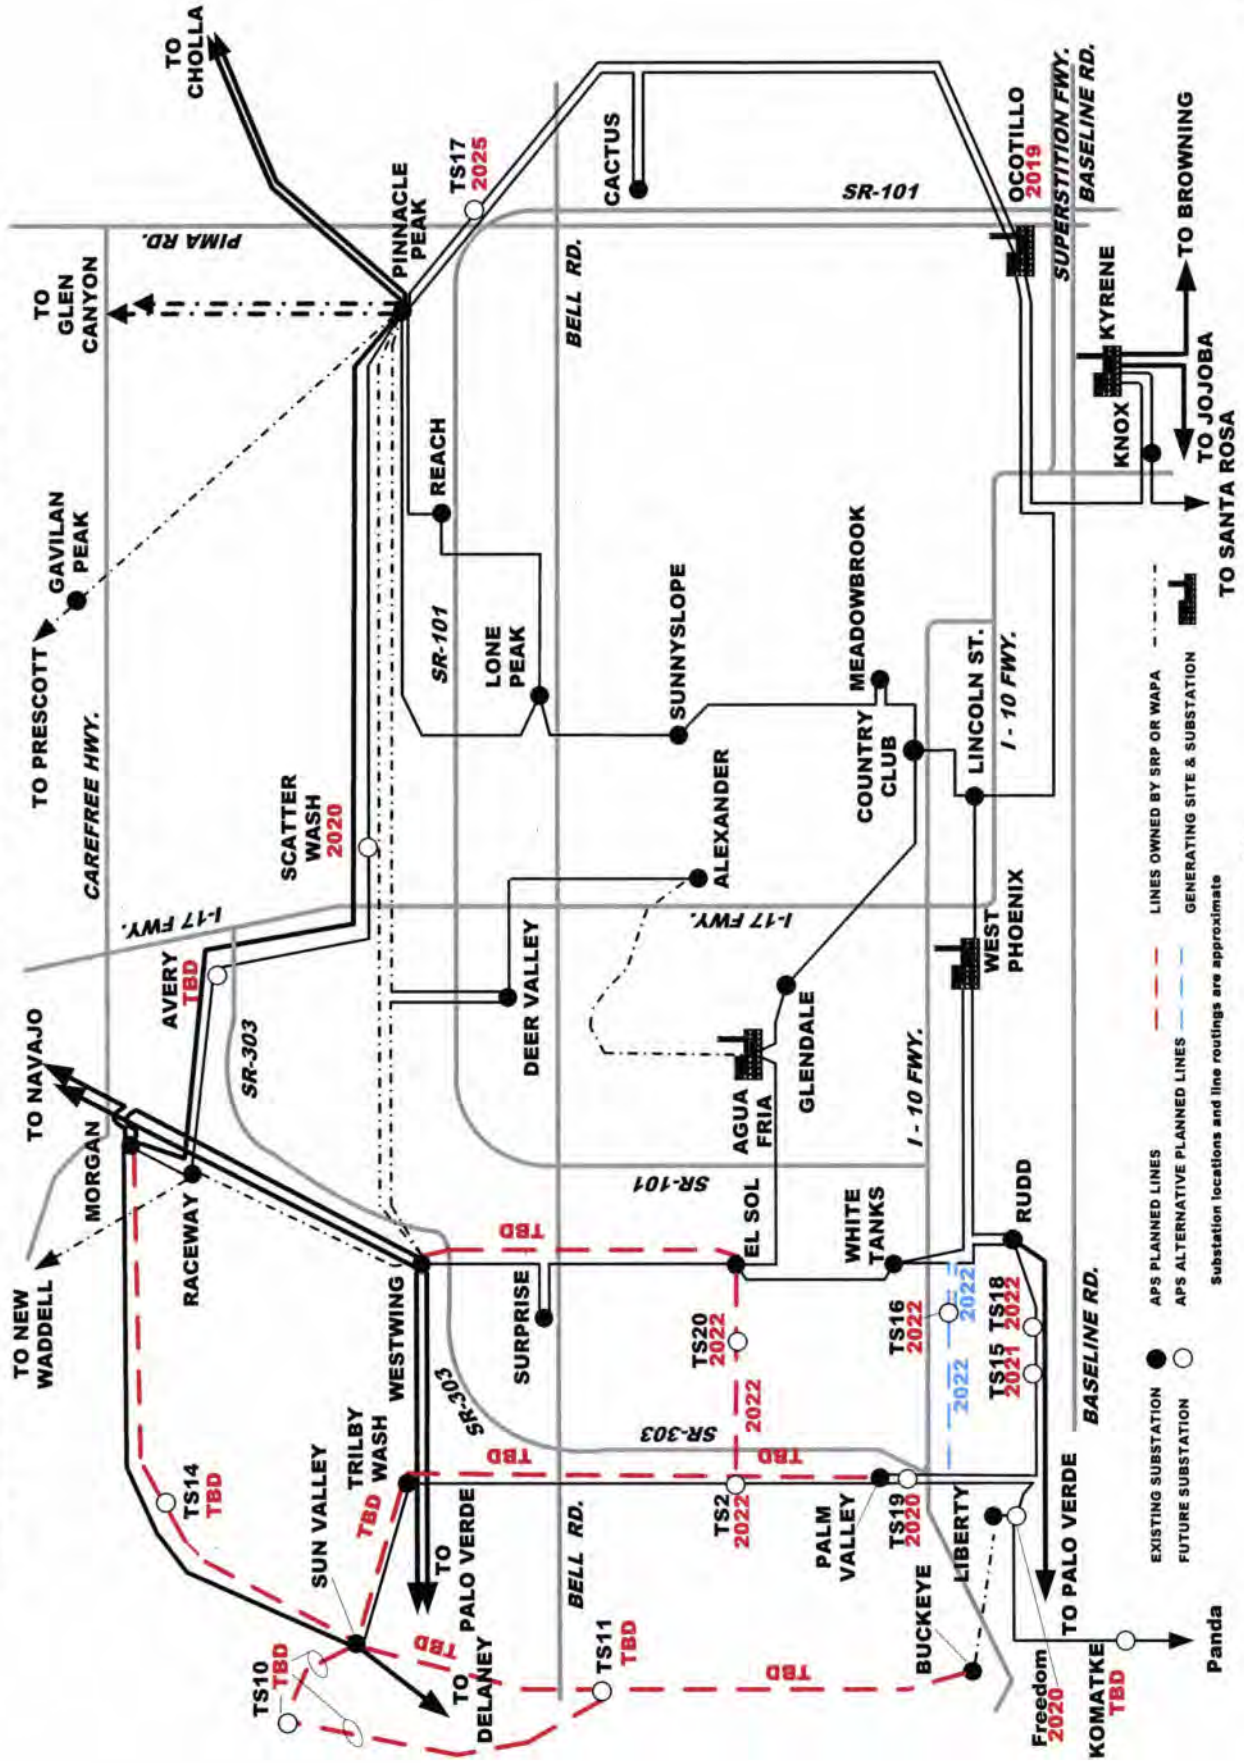 TO
CHOLLA
TO
GLEN
CANYON
PIMA RD.
PINNACLE
PEAK
TS17
2025
CACTUS
BELL RD.
SR-101
OCOTILLO
2019
SUPERSTITION FWY.
BASELINE RD.
KYRENE
TO BROWNING
KNOX
TO JOJOBA
TO SANTA ROSA
GAVILAN
PEAK
TO PRESCOTT
CAREFREE HWY.
REACH
SR-101
LONE
PEAK
SUNNYSLOPE
MEADOWBROOK
COUNTRY
CLUB
LINCOLN ST.
I - 10 FWY.
SCATTER
WASH
2020
ALEXANDER
I-17 FWY.
I-17 FWY.
AVERY
TBD
DEER VALLEY
WEST
PHOENIX
GLENDALE
AGUA
FRIA
I - 10 FWY.
SR-303
TO NAVAJO
MORGAN
RACEWAY
TO NEW
WADDELL
SR-101
TBD
EL SOL
WHITE
TANKS
RUDD
WESTWING
SURPRISE
SR-303
TS20
2022
TS16
2022
2022
TS18
2022
TS15
2021
2022
2022
BASELINE RD.
SR-303
TRILBY
WASH
TBD
TBD
TS14
TBD
SUN VALLEY
TBD
TS2
2022
PALM
VALLEY
TS19
2020
LIBERTY
TO PALO VERDE
TO
PALO VERDE
BELL RD.
TS10
TBD
TBD
TO
DELANEY
TS11
TBD
TBD
BUCKEYE
Freedom
2020
KOMATKE
TBD
Panda
EXISTING SUBSTATION
FUTURE SUBSTATION
APS PLANNED LINES
APS ALTERNATIVE PLANNED LINES
LINES OWNED BY SRP OR WAPA
GENERATING SITE & SUBSTATION
Substation locations and line routings are approximate